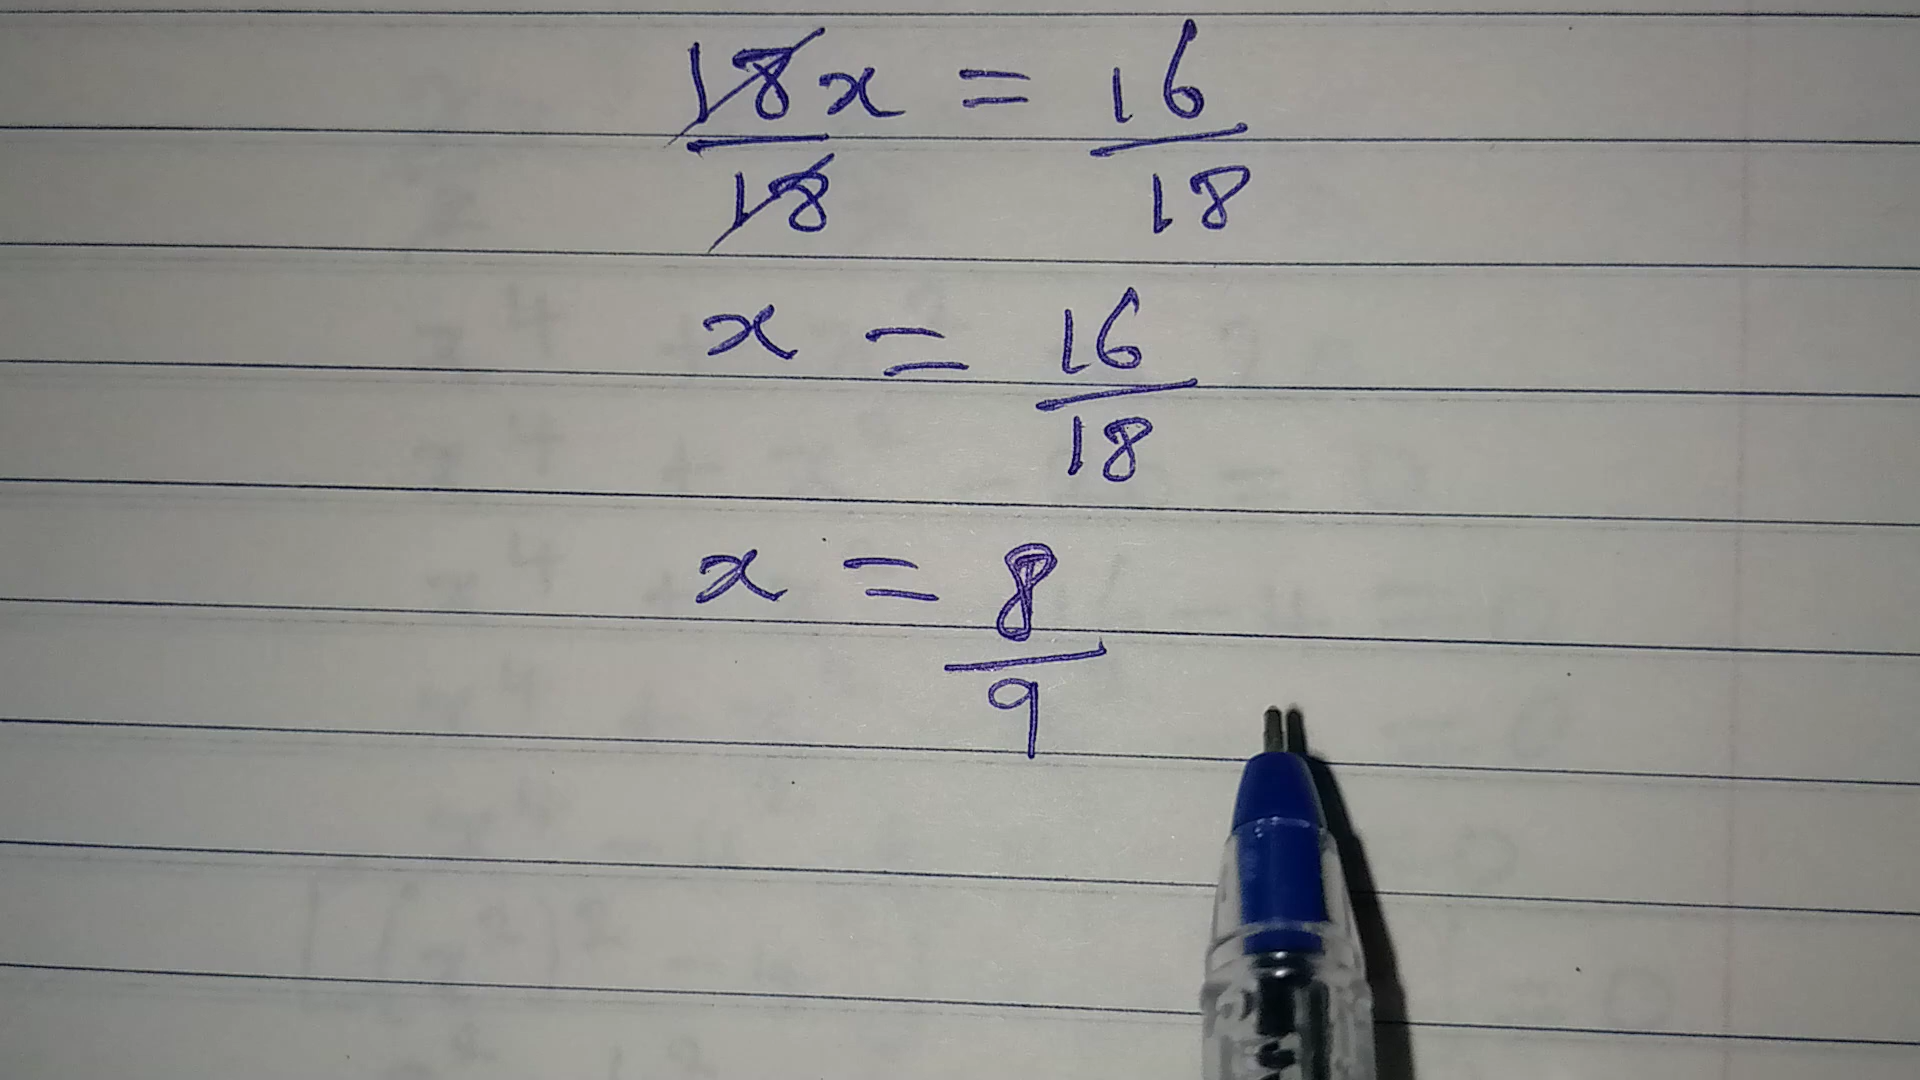 18x = 16
18 18
x = 16
18
x = 8
9